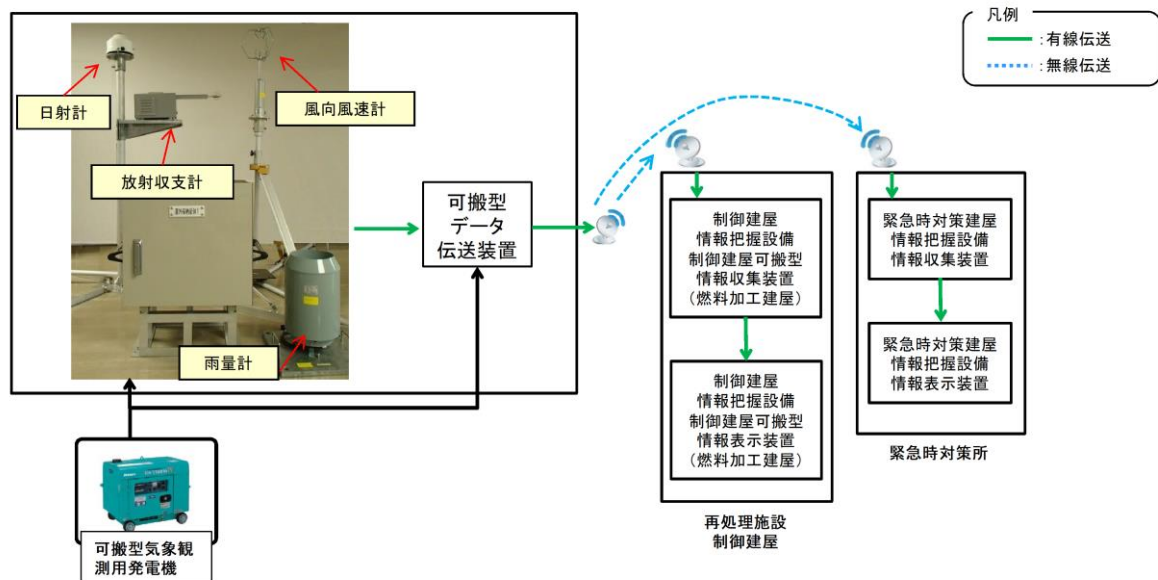 凡例
：有線伝送
：無線伝送
日射計
風向風速計
放射収支計
雨量計
可搬型
データ
伝送装置
可搬型気象観
測用発電機
制御建屋
情報把握設備
制御建屋可搬型
情報収集装置
（燃料加工建屋）
制御建屋
情報把握設備
制御建屋可搬型
情報表示装置
（燃料加工建屋）
再処理施設
制御建屋
緊急時対策建屋
情報把握設備
情報収集装置
緊急時対策建屋
情報把握設備
情報表示装置
緊急時対策所